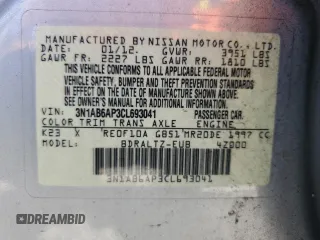 MANUFACTURED BY NISSAN MOTOR CO., LTD.
DATE: 01/12. GVWR: 3951 LBS
GAWR FR: 2227 LBS GAWR RR: 1810 LBS
THIS VEHICLE CONFORMS TO ALL APPLICABLE FEDERAL MOTOR
VEHICLE SAFETY, BUMPER, AND THEFT PREVENTION STANDARDS
IN EFFECT ON THE DATE OF MANUFACTURE SHOWN ABOVE.
SEE OWNER'S MANUAL FOR ADDITIONAL INFORMATION.
VIN: 3N1AB6AP3CL693041 PASSENGER CAR
COLOR TRIM TRANS AXLE ENGINE
K23 X RE0F10A GB51 MR20DE 1997 CC
MODEL: BDRALTZ-EUB 4Z000
3N1AB6AP3CL693041
DREAMBID
STAT.VIN